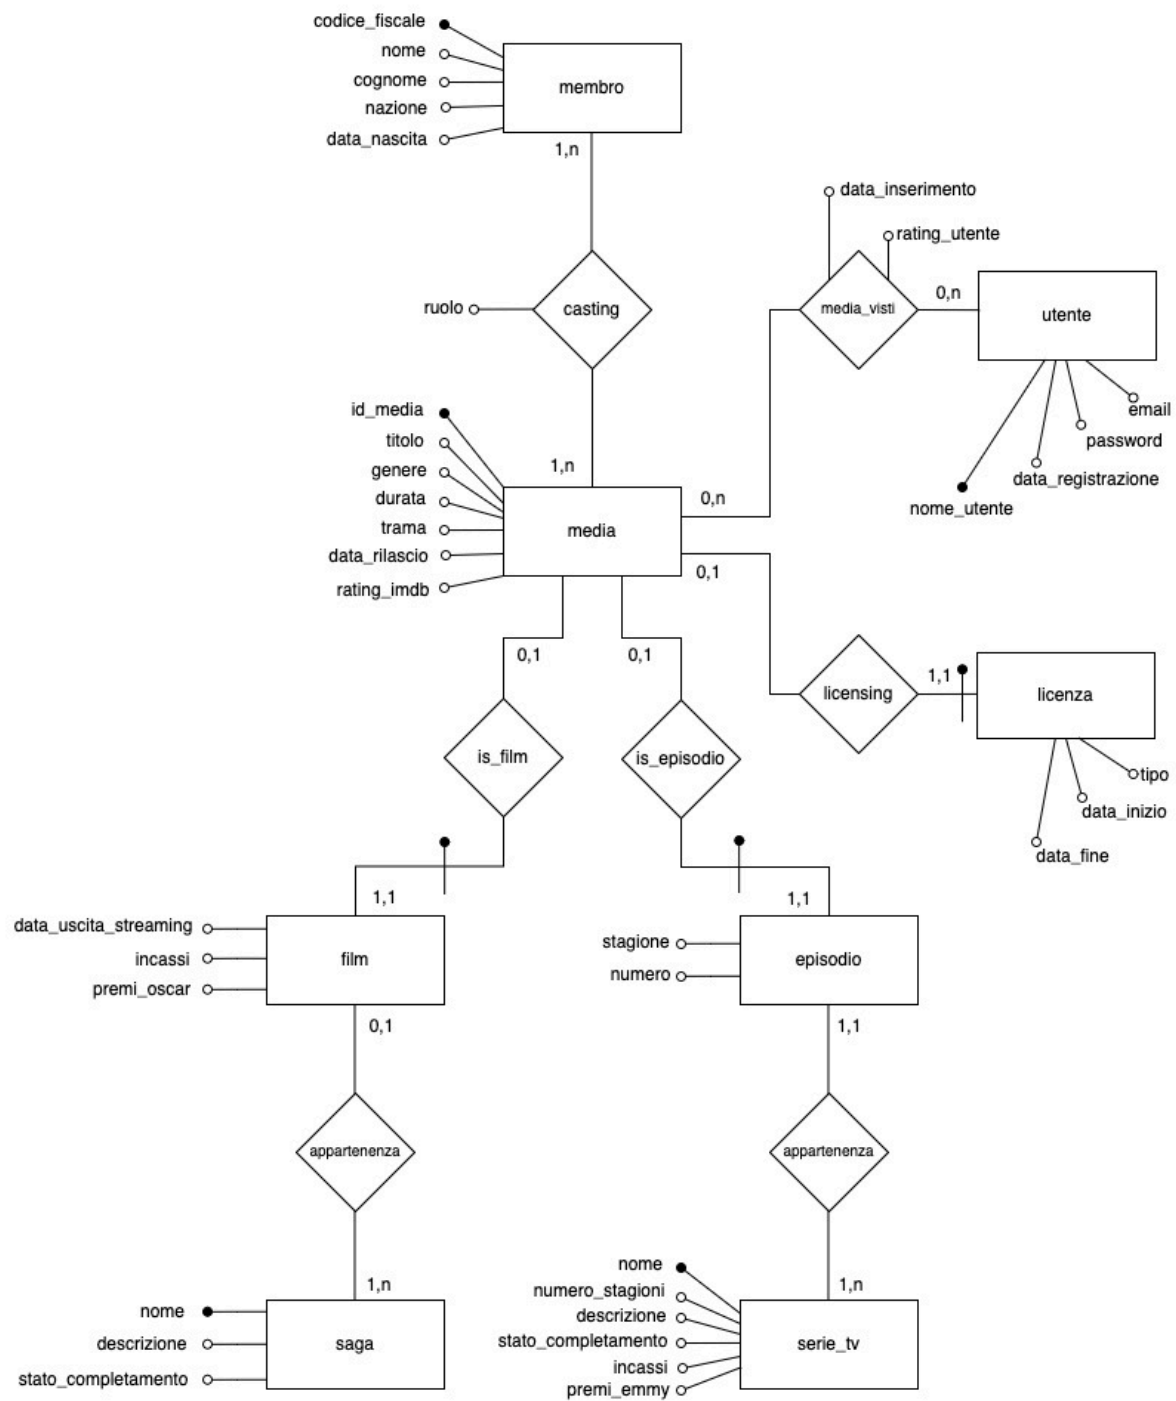 codice_fiscale
nome
cognome
nazione
data_nascita
membro
1,n
data_inserimento
rating_utente
media_visti
0,n
utente
email
password
data_registrazione
nome_utente
ruolo
casting
id_media
titolo
genere
durata
trama
data_rilascio
rating_imdb
1,n
media
0,n
0,1
0,1
0,1
licensing
1,1
licenza
tipo
data_inizio
data_fine
is_film
is_episodio
1,1
1,1
data_uscita_streaming
incassi
premi_oscar
film
stagione
numero
episodio
0,1
1,1
appartenenza
appartenenza
1,n
1,n
nome
descrizione
stato_completamento
saga
nome
numero_stagioni
descrizione
stato_completamento
incassi
premi_emmy
serie_tv